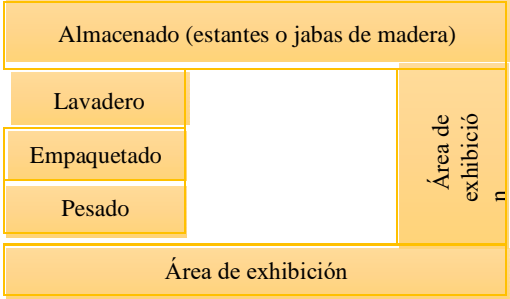 Almacenado (estantes o jabas de madera)
Lavadero
Empaquetado
Pesado
Área de
exhibició
n
Área de exhibición